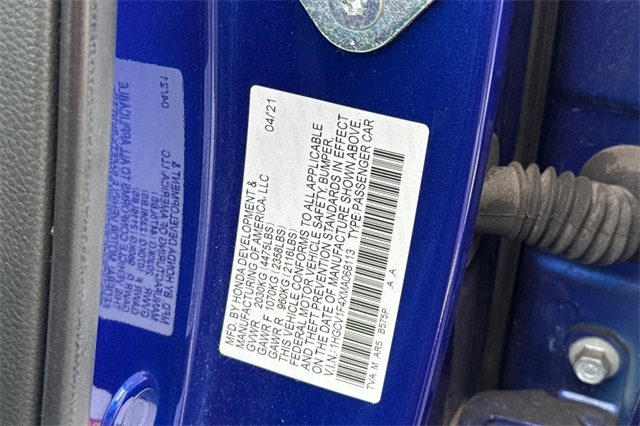 MFD. BY HONDA DEVELOPMENT &
MANUFACTURING OF AMERICA, LLC 04/21
GVWR 2030KG (4475LBS)
GAWR F 1070KG (2358LBS)
GAWR R 960KG (2116LBS)
THIS VEHICLE CONFORMS TO ALL APPLICABLE
FEDERAL MOTOR VEHICLE SAFETY, BUMPER,
AND THEFT PREVENTION STANDARDS IN EFFECT
ON THE DATE OF MANUFACTURE SHOWN ABOVE.
V.I.N.: 1HGCV1F4XMA068113 TYPE:PASSENGER CAR
TVA M AR5 B575P A A